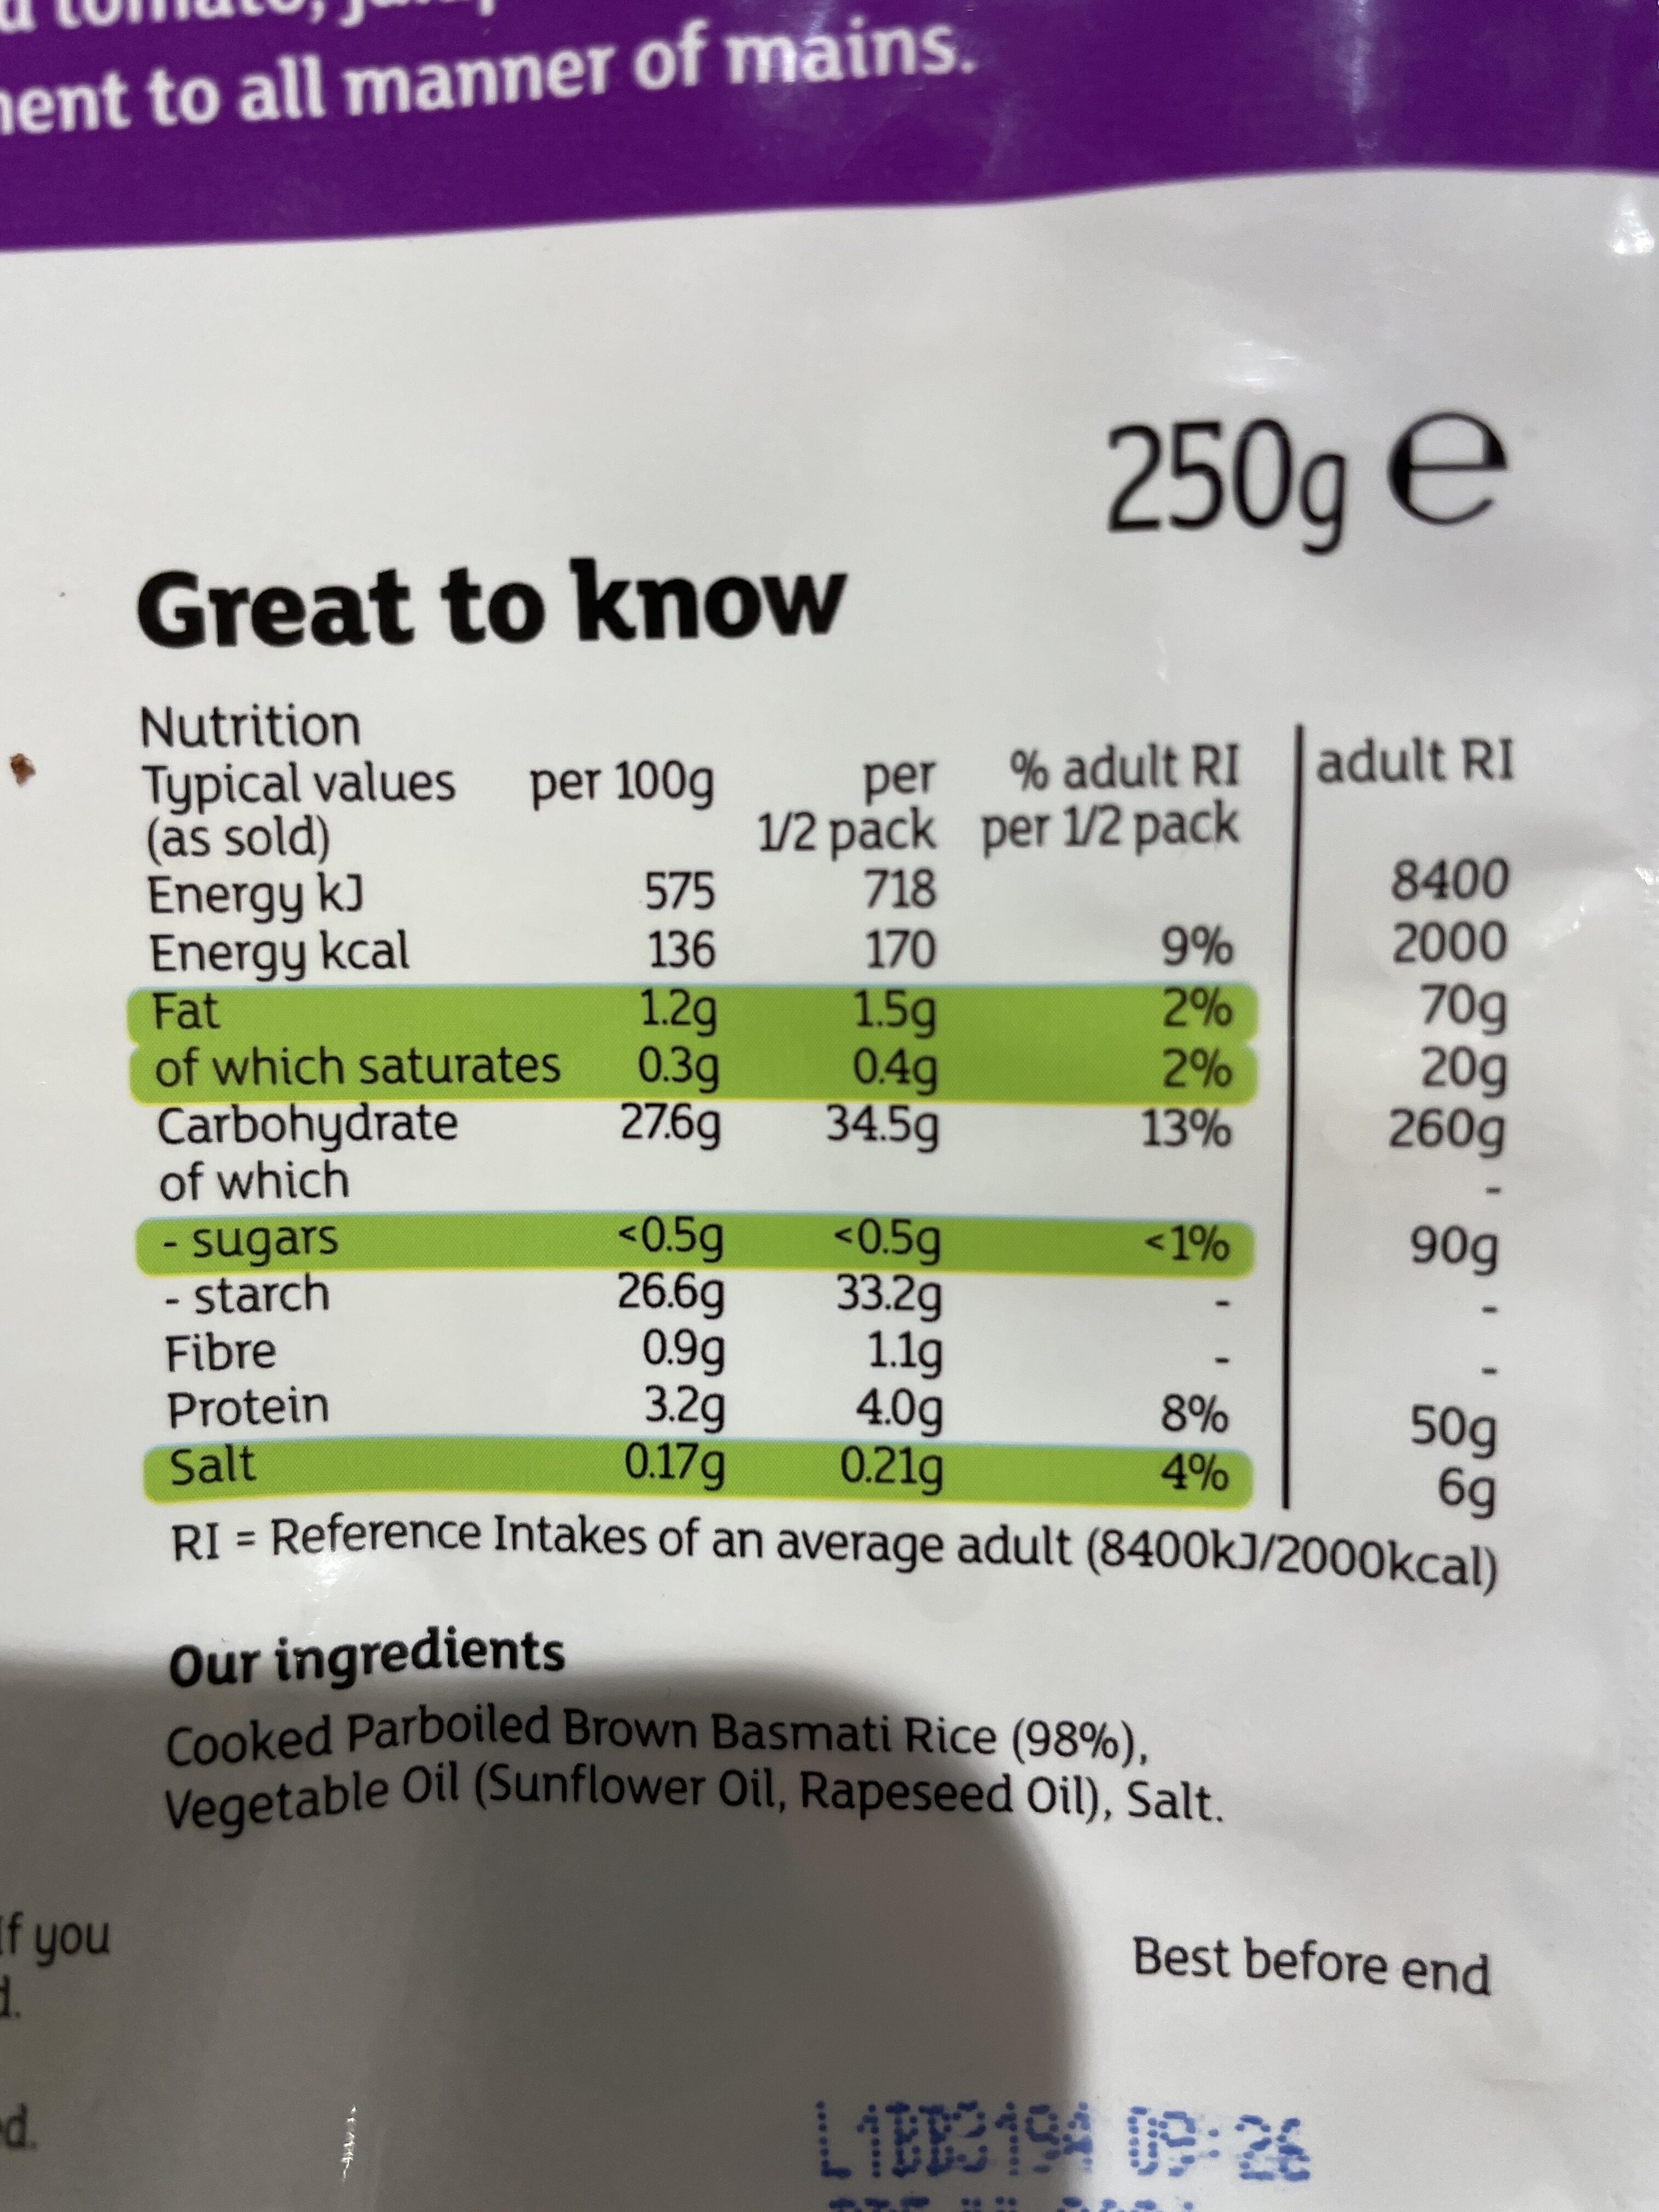 to all manner of mains.
250g e
Great to know
Nutrition
Typical values per 100g per % adult RI adult RI
(as sold) 1/2 pack per 1/2 pack
Energy kJ 575 718 8400
Energy kcal 136 170 9% 2000
Fat 1.2g 1.5g 2% 70g
of which saturates 0.3g 0.4g 2% 20g
Carbohydrate 27.6g 34.5g 13% 260g
of which -
- sugars <0.5g <0.5g <1% 90g
- starch 26.6g 33.2g - -
Fibre 0.9g 1.1g - -
Protein 3.2g 4.0g 8% 50g
Salt 0.17g 0.21g 4% 6g
RI = Reference Intakes of an average adult (8400kJ/2000kcal)
Our ingredients
Cooked Parboiled Brown Basmati Rice (98%),
Vegetable Oil (Sunflower Oil, Rapeseed Oil), Salt.
If you
Best before end